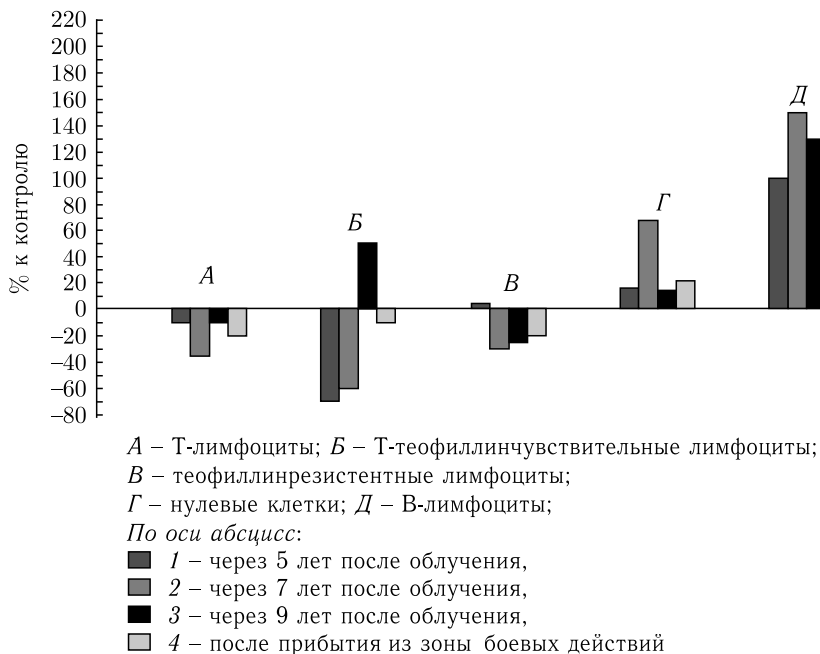 220
200
180
160
140
120
100
80
60
40
20
0
–20
–40
–60
–80
% к контролю
А
Б
В
Г
Д
А – Т-лимфоциты; Б – Т-теофиллинчувствительные лимфоциты;
В – теофиллинрезистентные лимфоциты;
Г – нулевые клетки; Д – В-лимфоциты;
По оси абсцисс:
1 – через 5 лет после облучения,
2 – через 7 лет после облучения,
3 – через 9 лет после облучения,
4 – после прибытия из зоны боевых действий